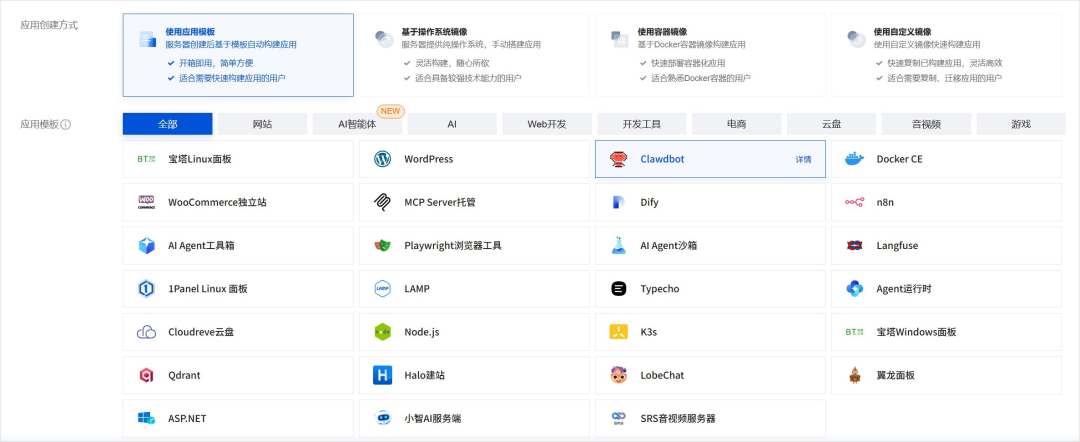 应用创建方式
使用应用模板
服务器创建后基于模板自动构建应用
开箱即用，简单方便
适合需要快速构建应用的用户
基于操作系统镜像
服务器提供纯操作系统，手动搭建应用
灵活构建，随心所欲
适合具备较强技术能力的用户
使用容器镜像
基于Docker容器镜像构建应用
快速部署容器化应用
适合熟悉Docker容器的用户
使用自定义镜像
使用自定义镜像快速构建应用
快速复制已构建应用，灵活高效
适合需要复制、迁移应用的用户
应用模板
全部 网站 AI智能体 NEW AI Web开发 开发工具 电商 云盘 音视频 游戏
宝塔Linux面板 WordPress Clawdbot 详情 Docker CE
WooCommerce独立站 MCP Server托管 Dify n8n
AI Agent工具箱 Playwright浏览器工具 AI Agent沙箱 Langfuse
1Panel Linux 面板 LAMP Typecho Agent运行时
Cloudreve云盘 Node.js K3s 宝塔Windows面板
Qdrant Halo建站 LobeChat 翼龙面板
ASP.NET 小智AI服务端 SRS音视频服务器